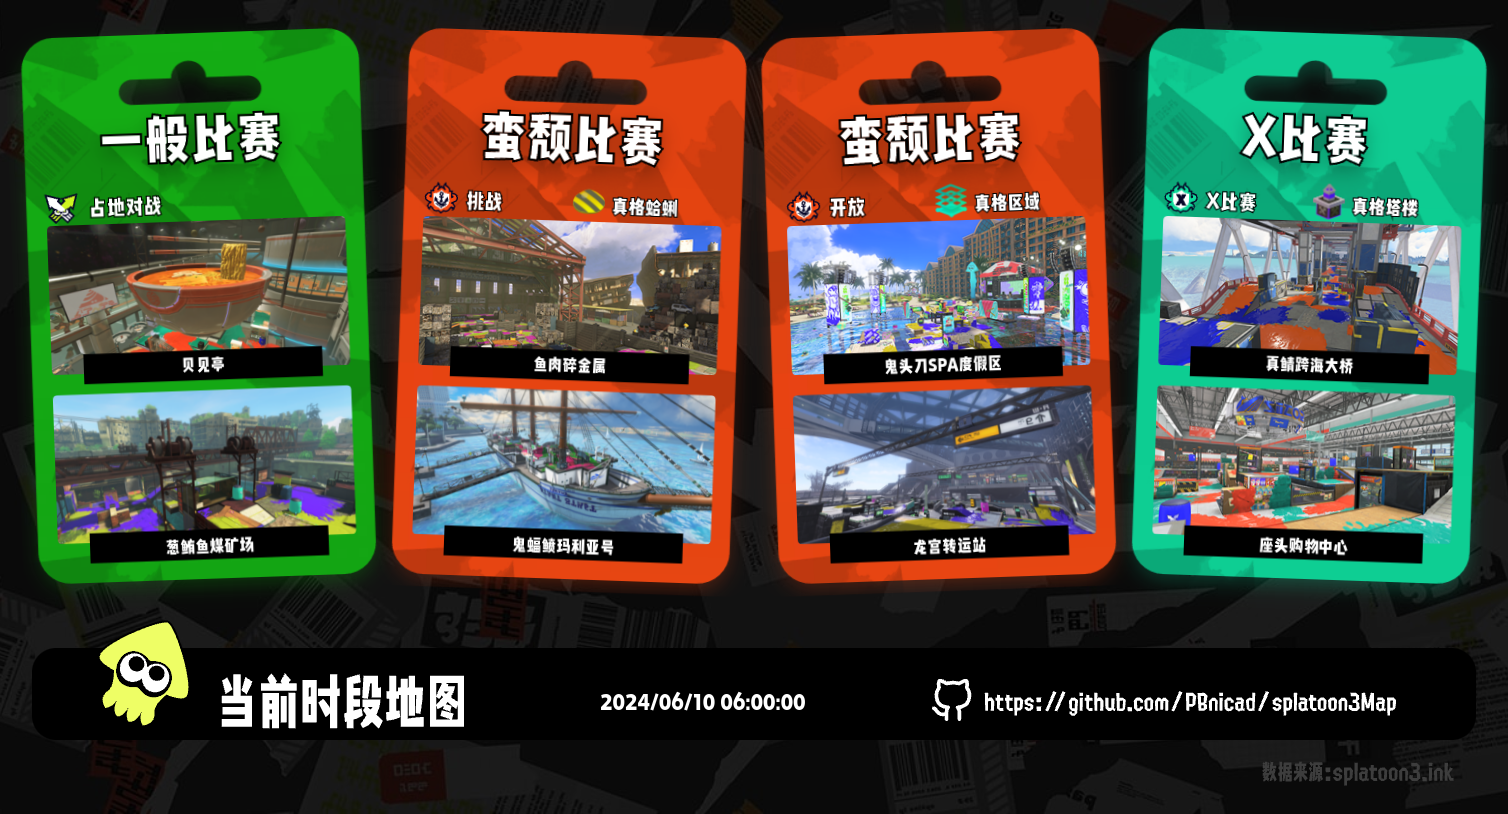 一般比赛
占地对战
贝见亭
葱鲔鱼煤矿场
蛮颓比赛
挑战
真格蛤蜊
鱼肉碎金属
鬼蝠鲼玛利亚号
蛮颓比赛
开放
真格区域
鬼头刀SPA度假区
龙宫转运站
X比赛
X比赛
真格塔楼
真鲭跨海大桥
座头购物中心
当前时段地图
2024/06/10 06:00:00
https://github.com/PBnicad/splatoon3Map
数据来源:splatoon3.ink